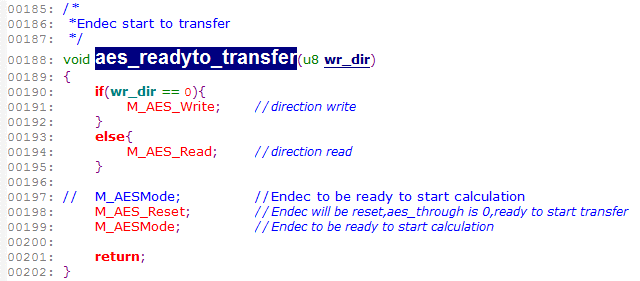 00185: /*
00186:  *Endec start to transfer
00187:  */
00188: void aes_readyto_transfer(u8 wr_dir)
00189: {
00190:     if(wr_dir == 0){
00191:         M_AES_Write;    //direction write
00192:     }
00193:     else{
00194:         M_AES_Read;     //direction read
00195:     }
00196:
00197: //  M_AESMode;          //Endec to be ready to start calculation
00198:     M_AES_Reset;        //Endec will be reset,aes_through is 0,ready to start transfer
00199:     M_AESMode;          //Endec to be ready to start calculation
00200:
00201:     return;
00202: }